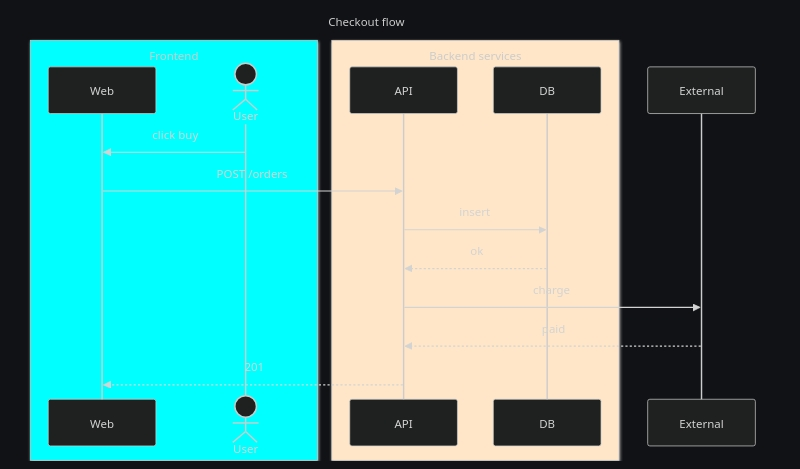 Checkout flow
Frontend
Backend services
Web
User
API
DB
External
click buy
POST /orders
insert
ok
charge
paid
201
Web
User
API
DB
External